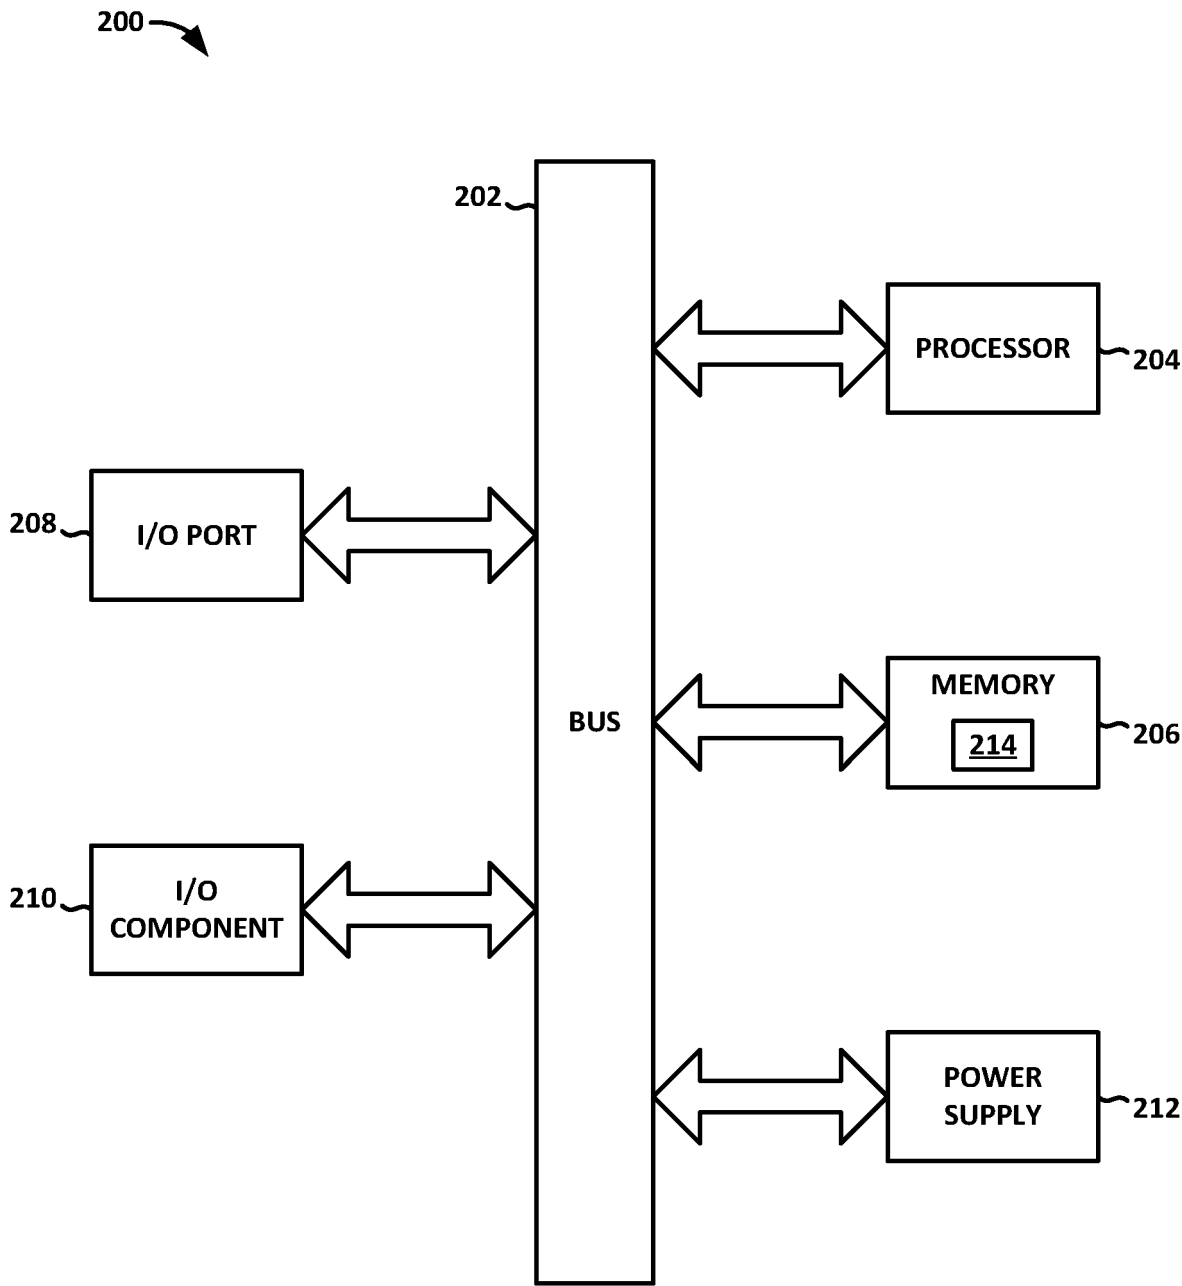 200
202
PROCESSOR
204
208
I/O PORT
MEMORY
BUS
214
206
210
I/O
COMPONENT
POWER
SUPPLY
212